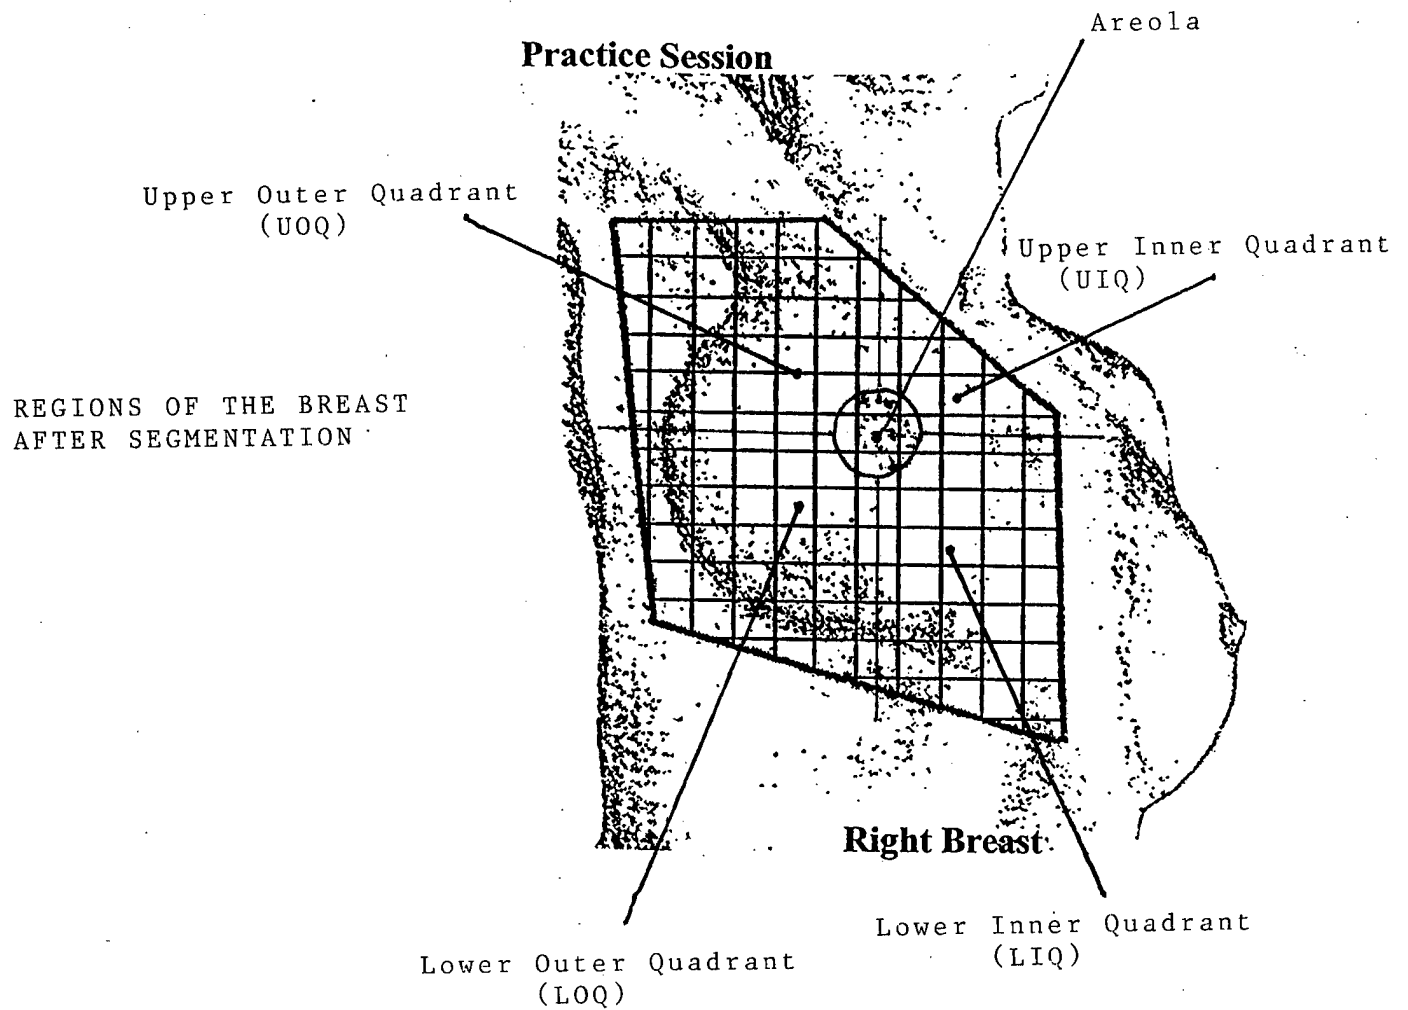 Areola
Practice Session
Upper Outer Quadrant
(UOQ)
Upper Inner Quadrant
(UIQ)
REGIONS OF THE BREAST
AFTER SEGMENTATION
Right Breast
Lower Inner Quadrant
(LIQ)
Lower Outer Quadrant
(LOQ)